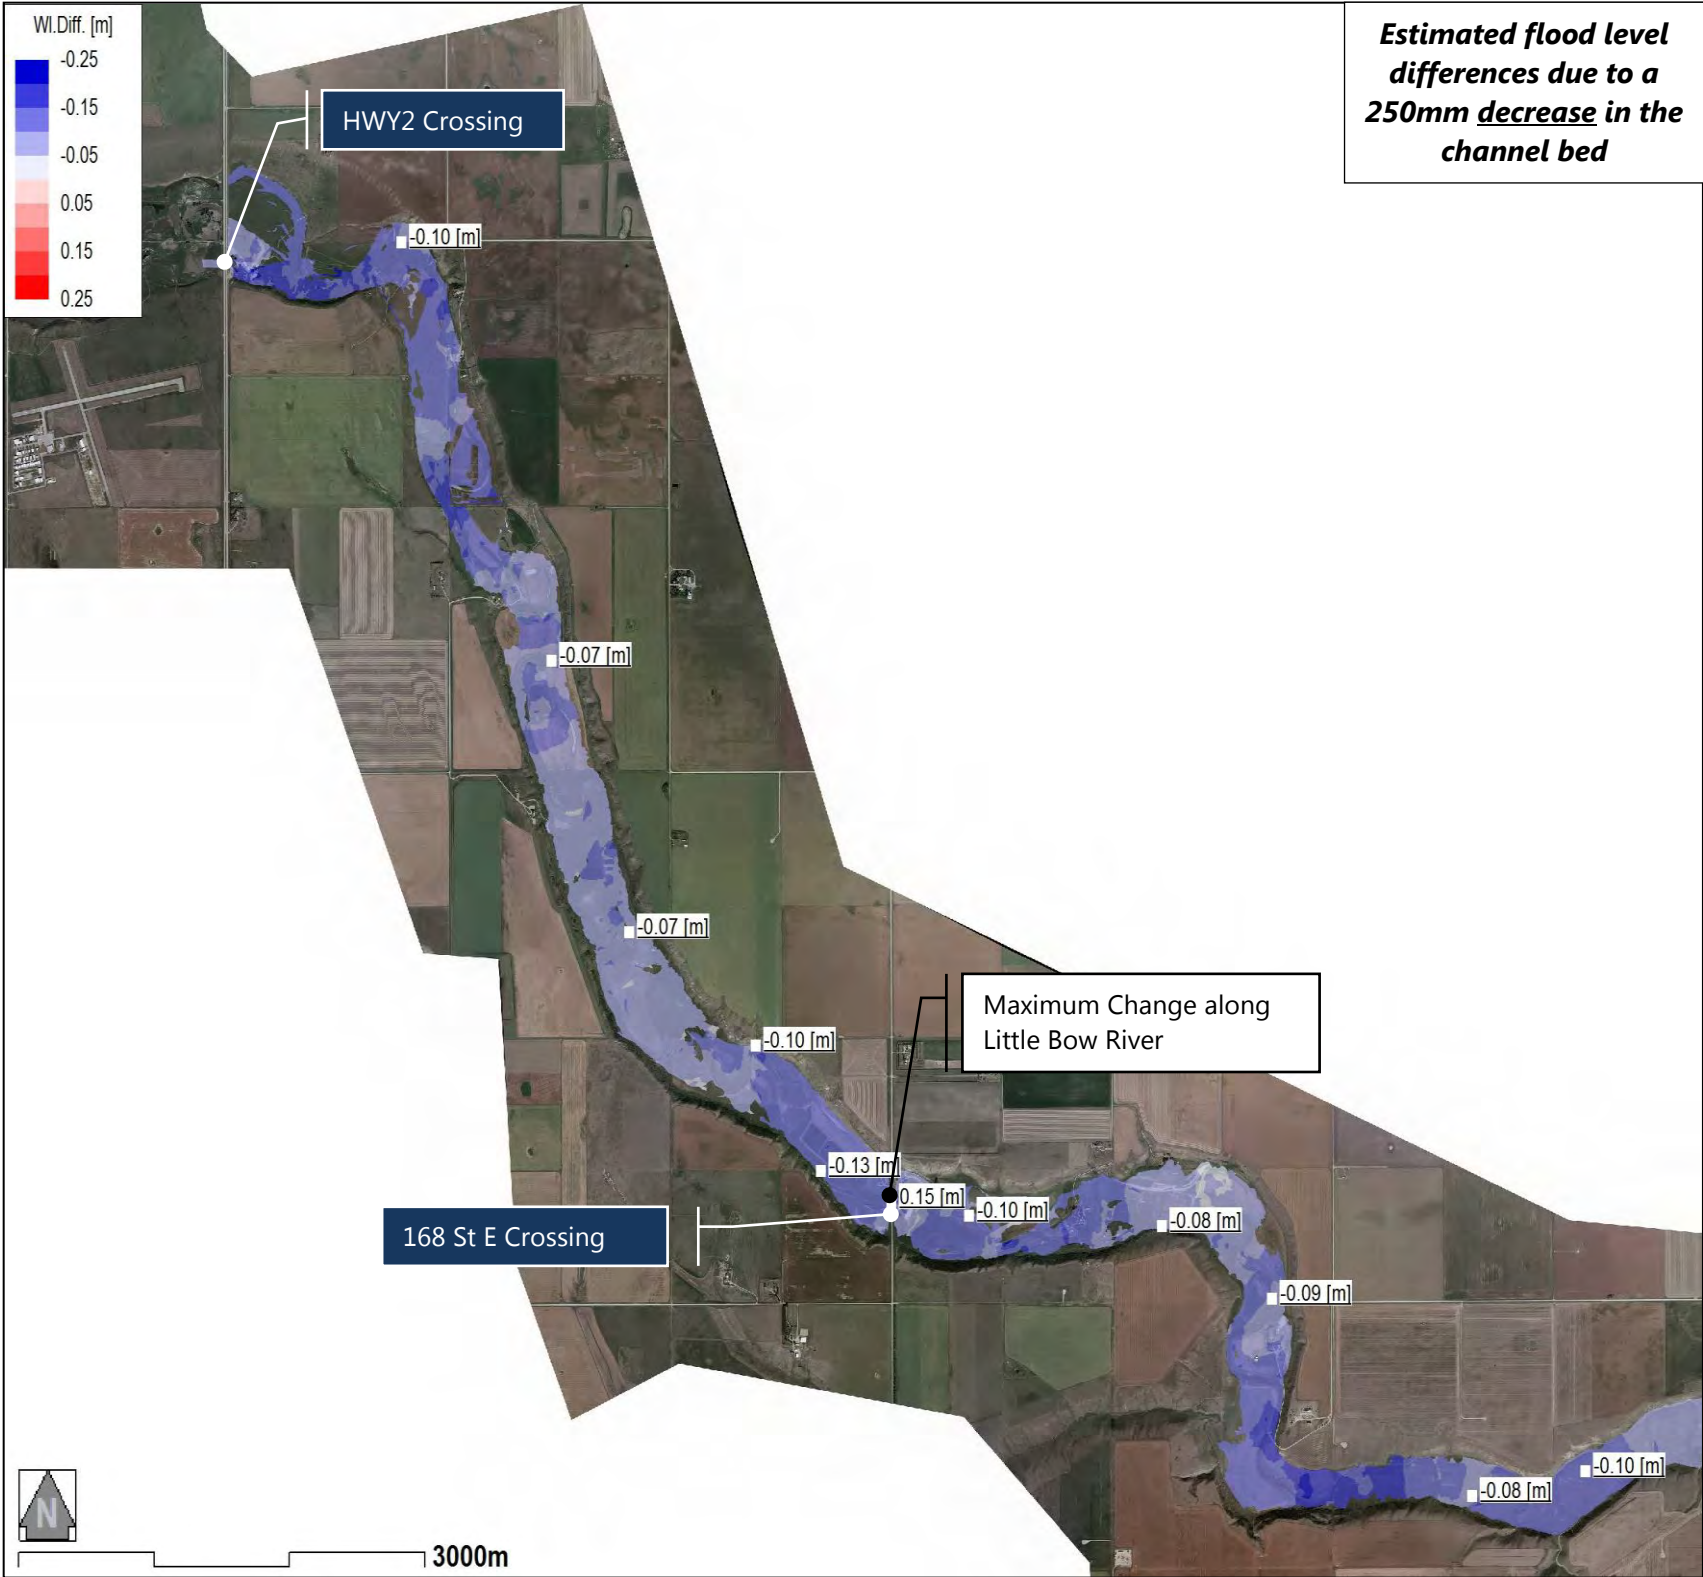 Wl.Diff. [m]
-0.25
-0.15
-0.05
0.05
0.15
0.25
Estimated flood level
differences due to a
250mm decrease in the
channel bed
HWY2 Crossing
-0.10 [m]
-0.07 [m]
-0.07 [m]
Maximum Change along
Little Bow River
-0.10 [m]
-0.13 [m]
0.15 [m]
-0.10 [m]
-0.08 [m]
168 St E Crossing
-0.09 [m]
-0.10 [m]
-0.08 [m]
N
3000m